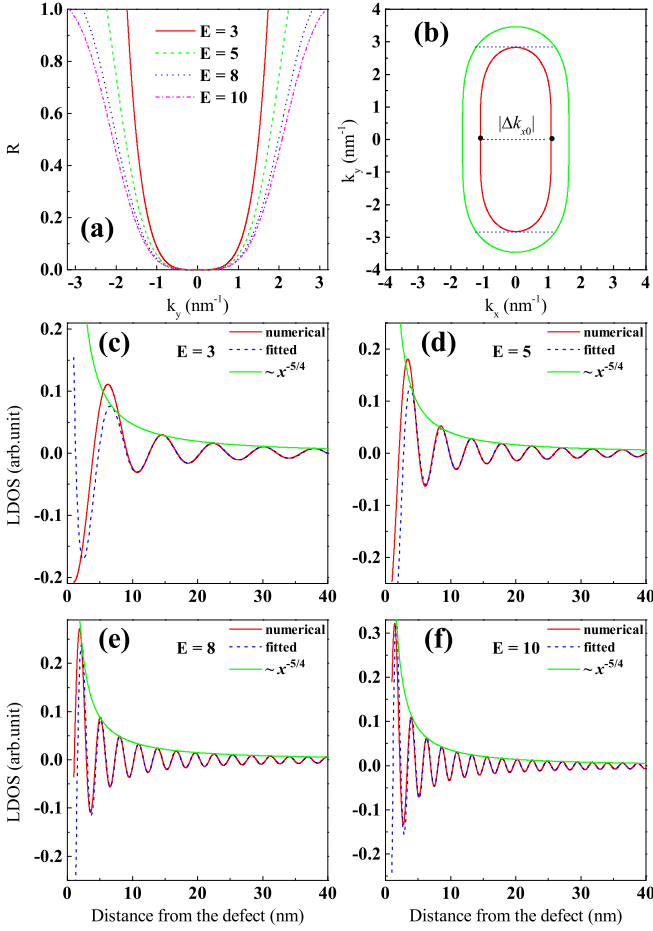 (a)
R
1.0
0.8
0.6
0.4
0.2
0.0
E = 3
E = 5
E = 8
E = 10
-3 -2 -1 0 1 2 3
k_y (nm⁻¹)
(b)
k_y (nm⁻¹)
4
3
2
1
0
-1
-2
-3
-4
|Δk_x0|
-4 -3 -2 -1 0 1 2 3 4
k_x (nm⁻¹)
(c)
E = 3
numerical
fitted
~ x⁻⁵/⁴
LDOS (arb.unit)
0.2
0.1
0.0
-0.1
-0.2
0 10 20 30 40
(d)
E = 5
numerical
fitted
~ x⁻⁵/⁴
0.2
0.1
0.0
-0.1
-0.2
0 10 20 30 40
(e)
E = 8
numerical
fitted
~ x⁻⁵/⁴
LDOS (arb.unit)
0.2
0.1
0.0
-0.1
-0.2
0 10 20 30 40
Distance from the defect (nm)
(f)
E = 10
numerical
fitted
~ x⁻⁵/⁴
0.3
0.2
0.1
0.0
-0.1
-0.2
0 10 20 30 40
Distance from the defect (nm)